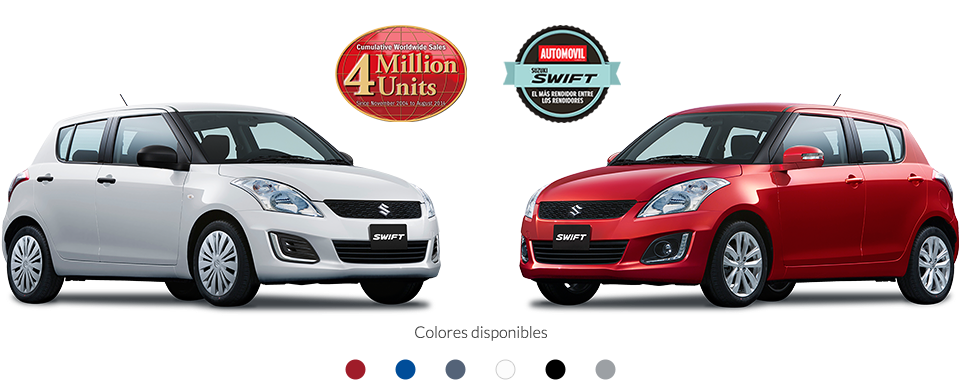 Cumulative Worldwide Sales
4 Million
Units
Since November 2004 to August 2014
AUTOMOVIL
SUZUKI
SWIFT
EL MÁS RENDIDOR ENTRE
LOS RENDIDORES
SWIFT
SWIFT
Colores disponibles